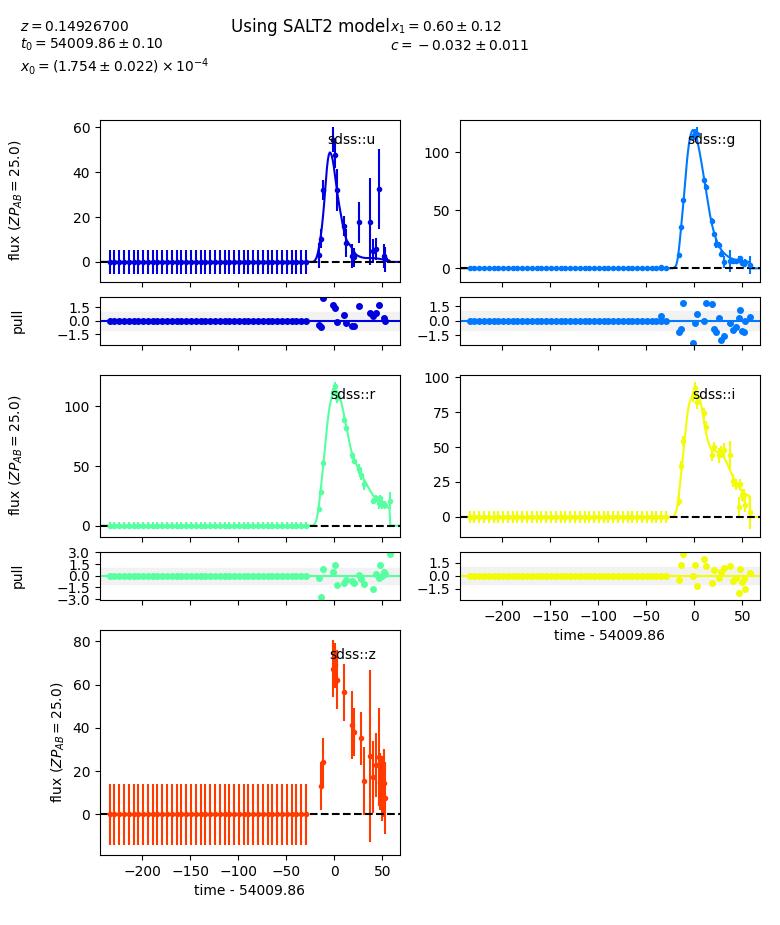 z = 0.14926700
t₀ = 54009.86 ± 0.10
x₀ = (1.754 ± 0.022) × 10⁻⁴
Using SALT2 model
x₁ = 0.60 ± 0.12
c = −0.032 ± 0.011
flux (ZP_AB = 25.0)
60
40
20
0
sdss::u
100
50
0
sdss::g
pull
1.5
0.0
−1.5
1.5
0.0
−1.5
flux (ZP_AB = 25.0)
100
50
0
sdss::r
100
75
50
25
0
sdss::i
pull
3.0
1.5
0.0
−1.5
−3.0
1.5
0.0
−1.5
−200 −150 −100 −50 0 50
time - 54009.86
flux (ZP_AB = 25.0)
80
60
40
20
0
sdss::z
−200 −150 −100 −50 0 50
time - 54009.86